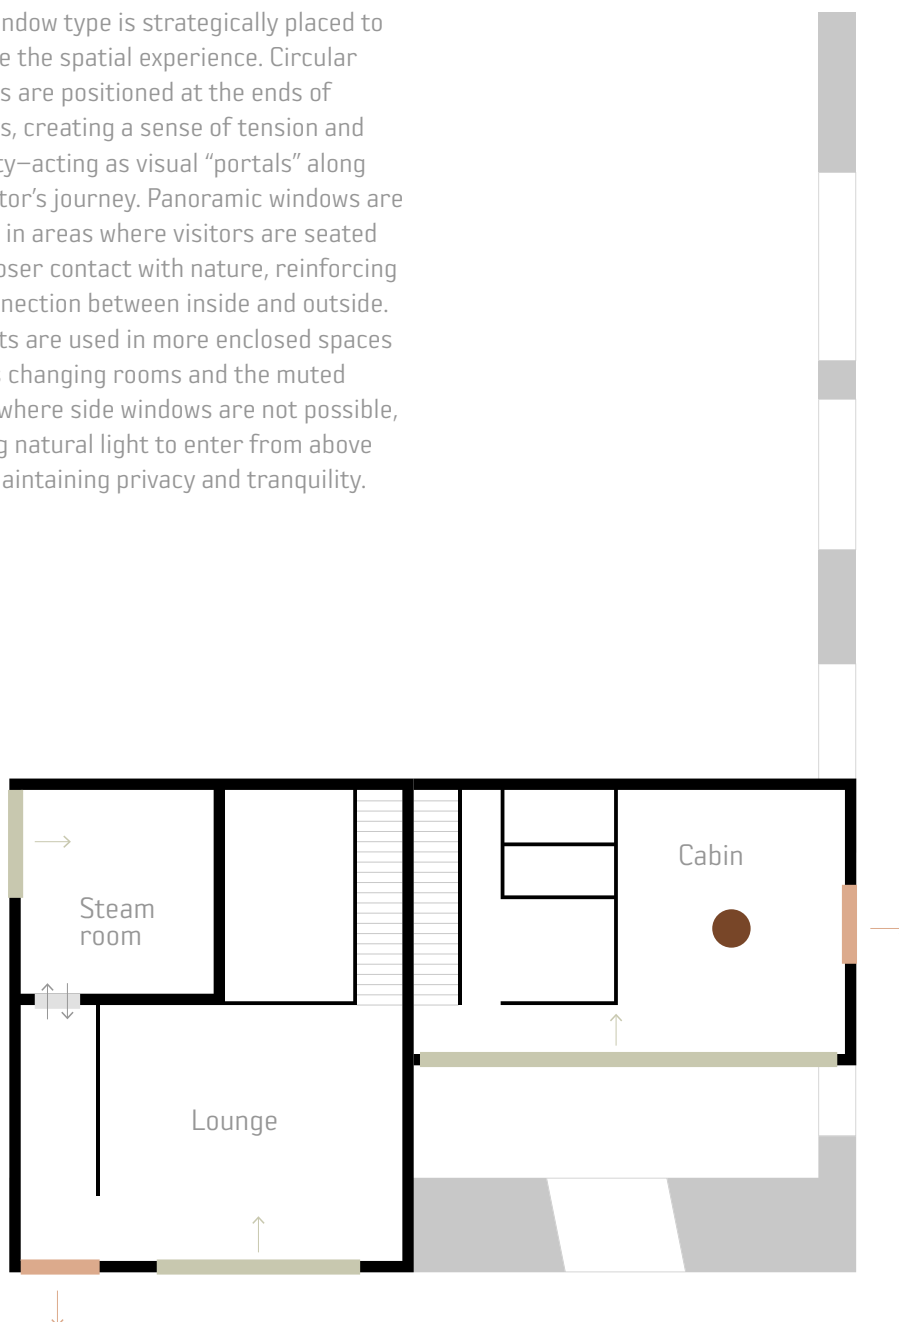 ndow type is strategically placed to
e the spatial experience. Circular
s are positioned at the ends of
s, creating a sense of tension and
ty—acting as visual “portals” along
tor’s journey. Panoramic windows are
in areas where visitors are seated
oser contact with nature, reinforcing
nnection between inside and outside.
ts are used in more enclosed spaces
s changing rooms and the muted
where side windows are not possible,
g natural light to enter from above
aintaining privacy and tranquility.
Cabin
Steam
room
Lounge